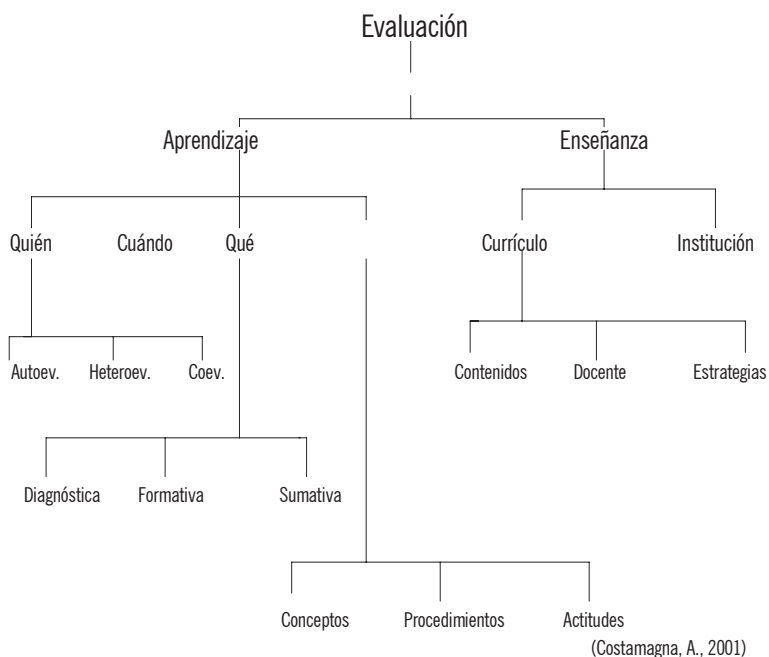 Evaluación
Aprendizaje Enseñanza
Quién Cuándo Qué Currículo Institución
Autoev. Heteroev. Coev. Contenidos Docente Estrategias
Diagnóstica Formativa Sumativa
Conceptos Procedimientos Actitudes
(Costamagna, A., 2001)